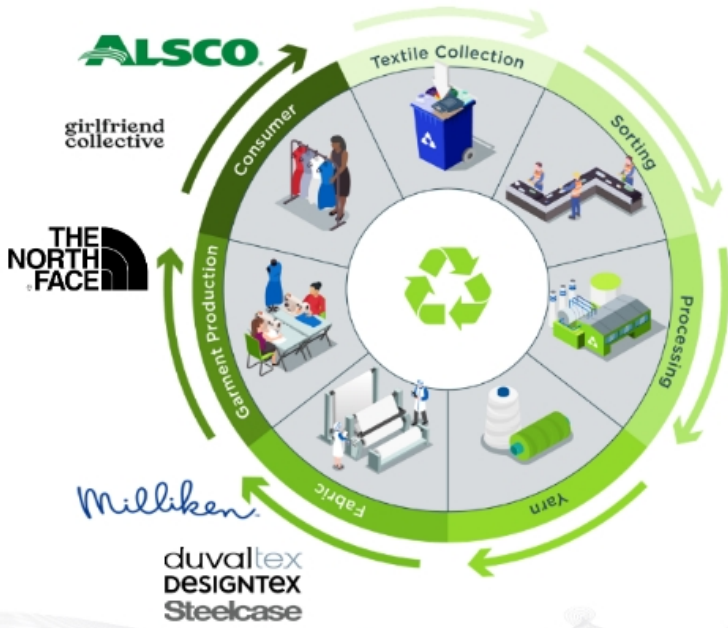 ALSCO
girlfriend
collective
THE
NORTH
FACE
Milliken
duvaltex
DESIGNTEX
Steelcase
Textile Collection
Sorting
Processing
Yarn
Fabric
Garment Production
Consumer